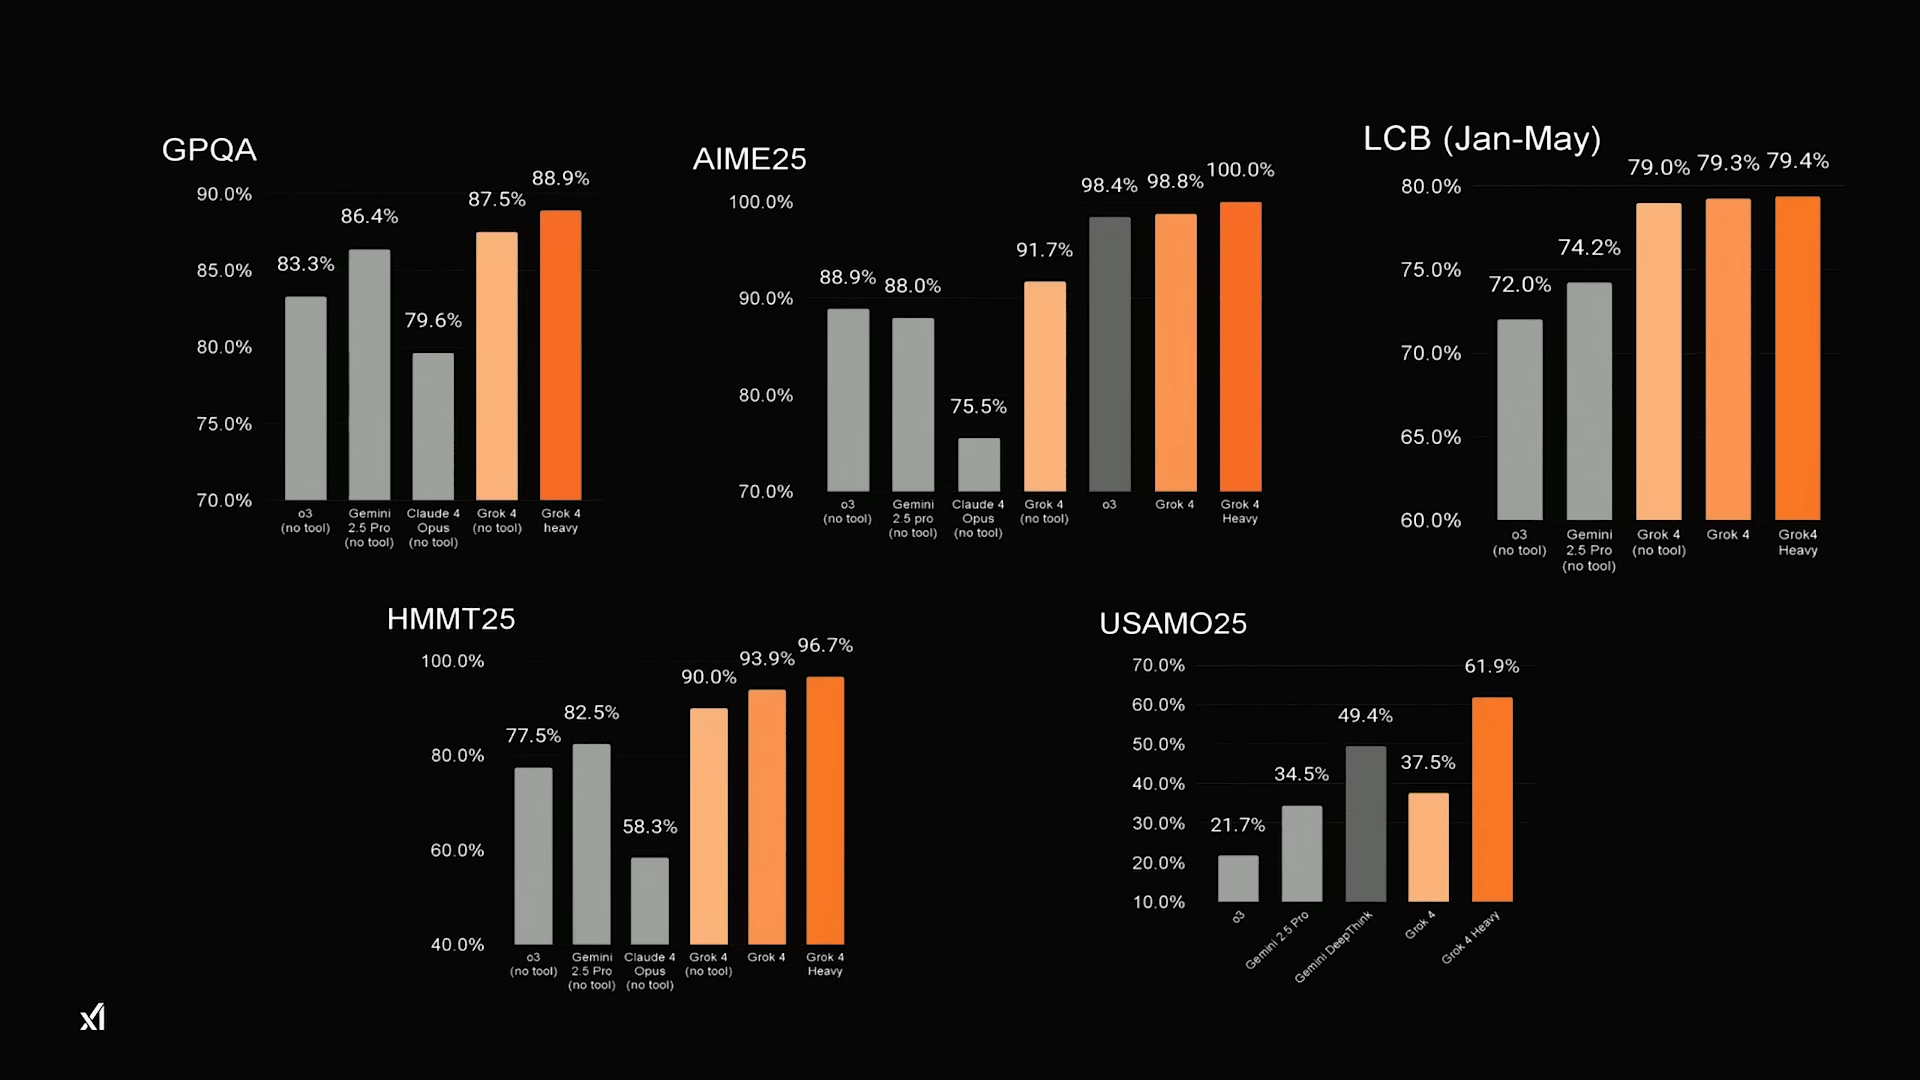 GPQA
90.0%
85.0%
80.0%
75.0%
70.0%
83.3%
86.4%
79.6%
87.5%
88.9%
o3
(no tool)
Gemini
2.5 Pro
(no tool)
Claude 4
Opus
(no tool)
Grok 4
(no tool)
Grok 4
heavy
AIME25
100.0%
90.0%
80.0%
70.0%
88.9%
88.0%
75.5%
91.7%
98.4%
98.8%
100.0%
o3
(no tool)
Gemini
2.5 pro
(no tool)
Claude 4
Opus
(no tool)
Grok 4
(no tool)
o3
Grok 4
Grok 4
Heavy
LCB (Jan-May)
80.0%
75.0%
70.0%
65.0%
60.0%
72.0%
74.2%
79.0%
79.3%
79.4%
o3
(no tool)
Gemini
2.5 Pro
(no tool)
Grok 4
(no tool)
Grok 4
Grok4
Heavy
HMMT25
100.0%
80.0%
60.0%
40.0%
77.5%
82.5%
58.3%
90.0%
93.9%
96.7%
o3
(no tool)
Gemini
2.5 Pro
(no tool)
Claude 4
Opus
(no tool)
Grok 4
(no tool)
Grok 4
Grok 4
Heavy
USAMO25
70.0%
60.0%
50.0%
40.0%
30.0%
20.0%
10.0%
21.7%
34.5%
49.4%
37.5%
61.9%
o3
Gemini 2.5 Pro
Gemini DeepThink
Grok 4
Grok 4 Heavy
xI